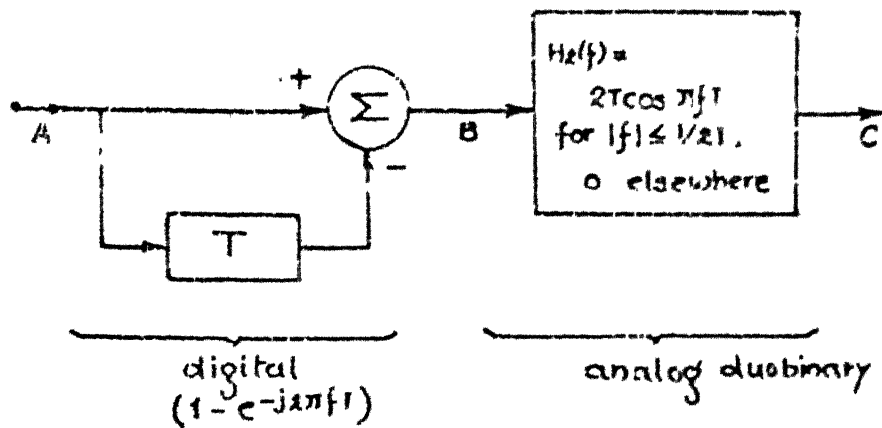 +
Σ
-
A
B
C
T
H₂(f) =
2T cos πfT
for |f| ≤ 1/2T,
0 elsewhere
digital
(1 - e^-j2πfT)
analog duobinary